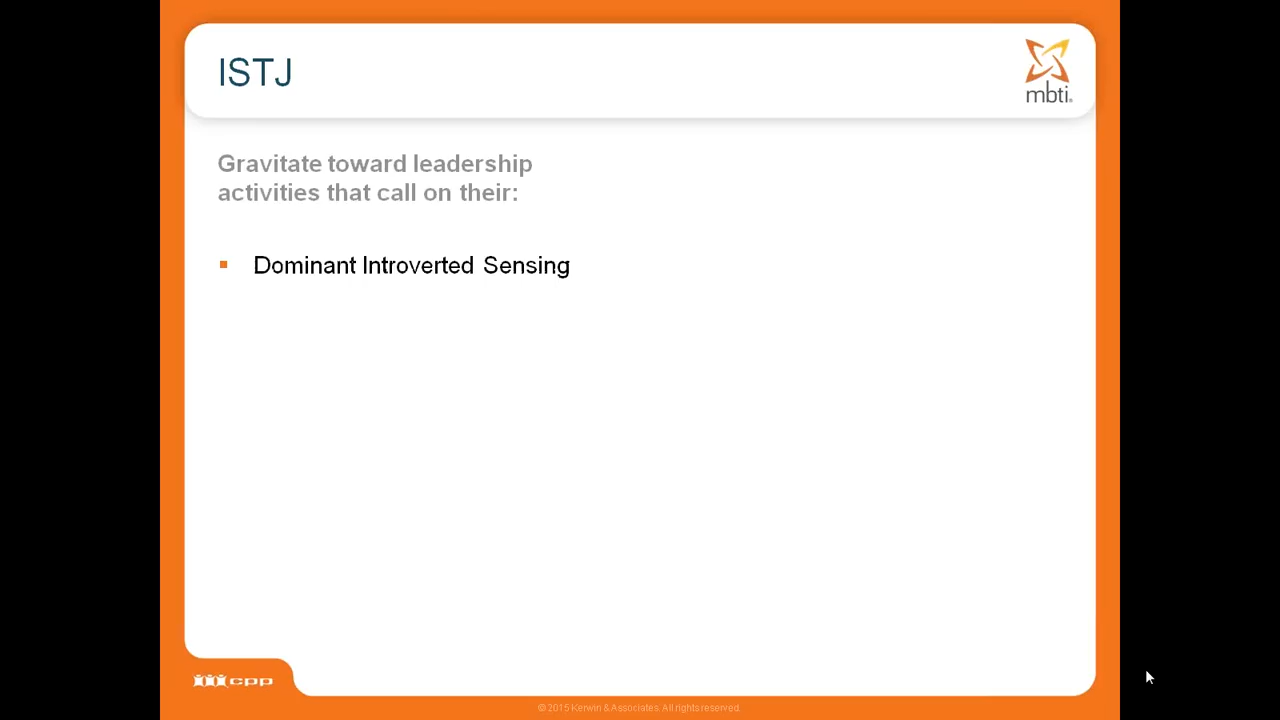 ISTJ
mbti®
Gravitate toward leadership
activities that call on their:
Dominant Introverted Sensing
cpp
© 2015 Kerwin & Associates. All rights reserved.